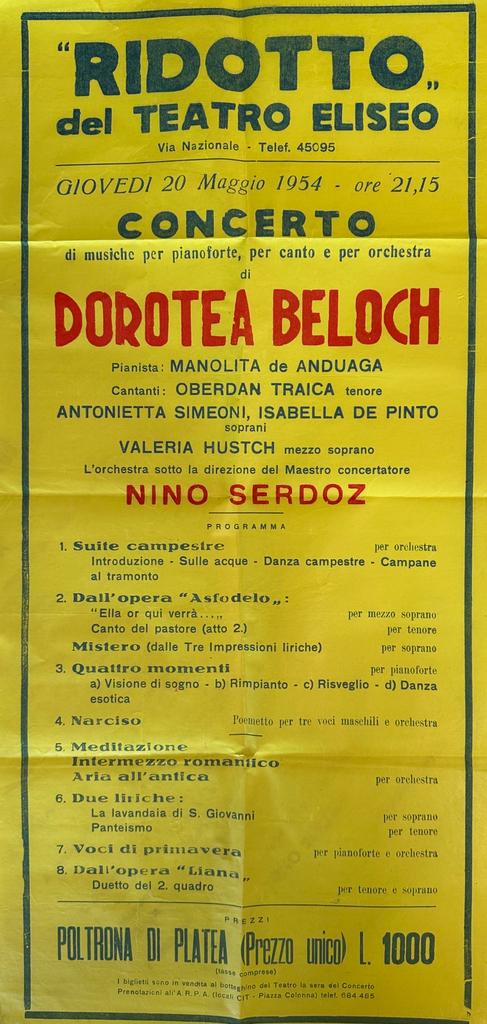 "RIDOTTO„
del TEATRO ELISEO
Via Nazionale - Telef. 45095
GIOVEDI 20 Maggio 1954 - ore 21,15
CONCERTO
di musiche per pianoforte, per canto e per orchestra
di
DOROTEA BELOCH
Pianista: MANOLITA de ANDUAGA
Cantanti: OBERDAN TRAICA tenore
ANTONIETTA SIMEONI, ISABELLA DE PINTO
soprani
VALERIA HUSTCH mezzo soprano
L'orchestra sotto la direzione del Maestro concertatore
NINO SERDOZ
PROGRAMMA
1. Suite campestre per orchestra
Introduzione - Sulle acque - Danza campestre - Campane
al tramonto
2. Dall'opera "Asfodelo„:
"Ella or qui verrà...„ per mezzo soprano
Canto del pastore (atto 2.) per tenore
Mistero (dalle Tre Impressioni liriche) per soprano
3. Quattro momenti per pianoforte
a) Visione di sogno - b) Rimpianto - c) Risveglio - d) Danza
esotica
4. Narciso Poemetto per tre voci maschili e orchestra
5. Meditazione
Intermezzo romantico
Aria all'antica per orchestra
6. Due liriche:
La lavandaia di S. Giovanni per soprano
Panteismo per tenore
7. Voci di primavera per pianoforte e orchestra
8. Dall'opera "Liana„
Duetto del 2. quadro per tenore e soprano
PREZZI
POLTRONA DI PLATEA (Prezzo unico) L. 1000
(tasse comprese)
I biglietti sono in vendita al botteghino del Teatro la sera del Concerto
Prenotazioni all'A.R.P.A. (locali CIT - Piazza Colonna) telef. 684.465